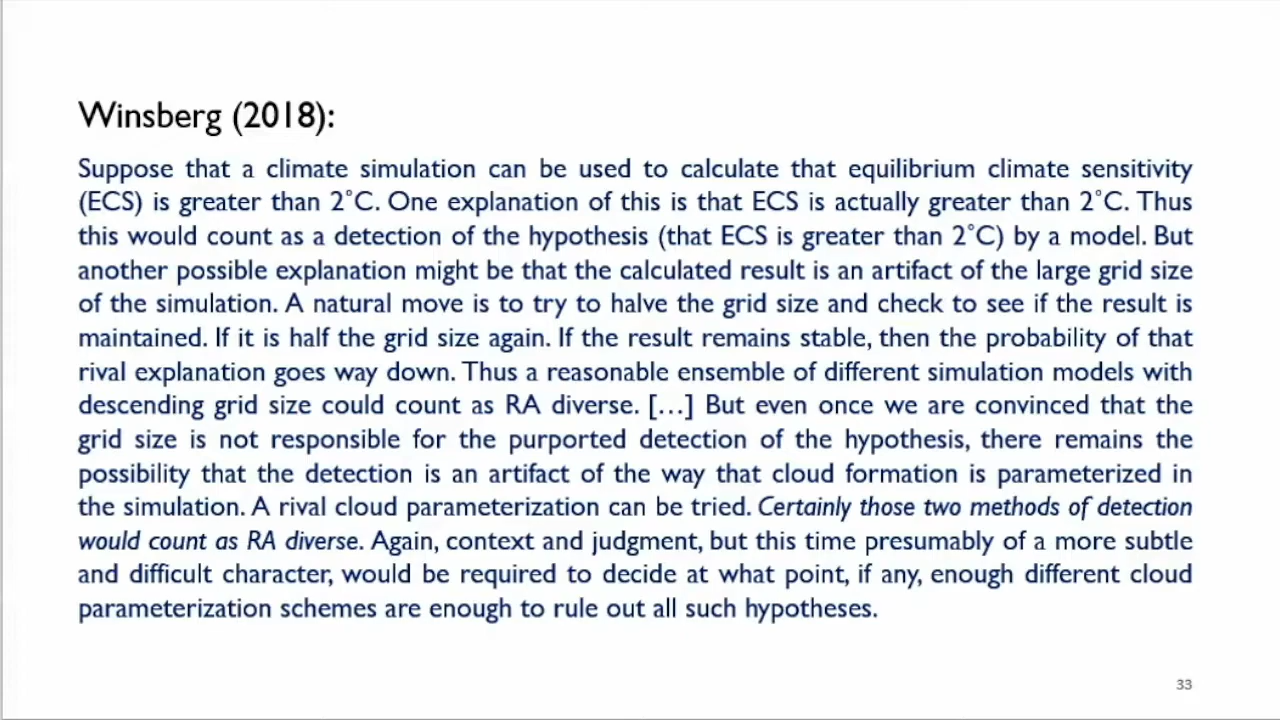 Winsberg (2018):
Suppose that a climate simulation can be used to calculate that equilibrium climate sensitivity
(ECS) is greater than 2˚C. One explanation of this is that ECS is actually greater than 2˚C. Thus
this would count as a detection of the hypothesis (that ECS is greater than 2˚C) by a model. But
another possible explanation might be that the calculated result is an artifact of the large grid size
of the simulation. A natural move is to try to halve the grid size and check to see if the result is
maintained. If it is half the grid size again. If the result remains stable, then the probability of that
rival explanation goes way down. Thus a reasonable ensemble of different simulation models with
descending grid size could count as RA diverse. […] But even once we are convinced that the
grid size is not responsible for the purported detection of the hypothesis, there remains the
possibility that the detection is an artifact of the way that cloud formation is parameterized in
the simulation. A rival cloud parameterization can be tried. Certainly those two methods of detection
would count as RA diverse. Again, context and judgment, but this time presumably of a more subtle
and difficult character, would be required to decide at what point, if any, enough different cloud
parameterization schemes are enough to rule out all such hypotheses.
33